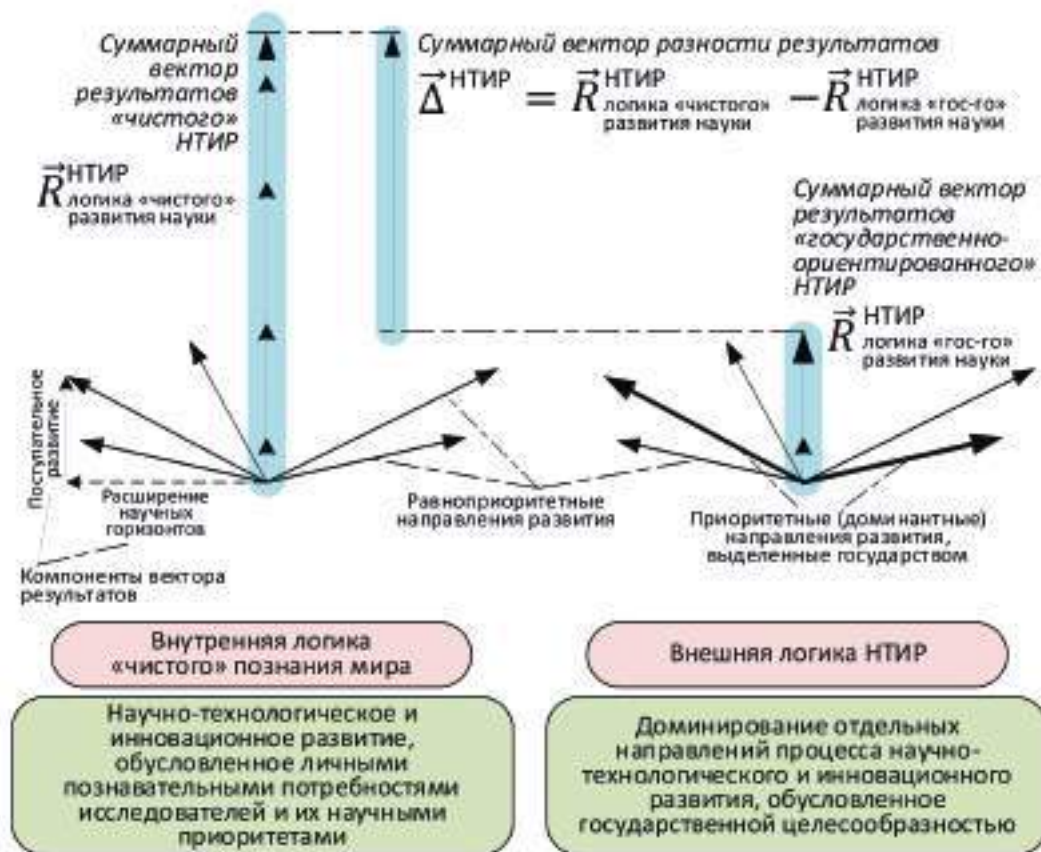 Суммарный
вектор
результатов
«чистого»
НТИР
R⃗ НТИР
логика «чистого»
развития науки
Суммарный вектор разности результатов
Δ⃗ НТИР = R⃗ НТИР логика «чистого» развития науки − R⃗ НТИР логика «гос-го» развития науки
Суммарный вектор
результатов
«государственно-
ориентированного»
НТИР
R⃗ НТИР
логика «гос-го»
развития науки
Поступательное
развитие
Расширение
научных
горизонтов
Компоненты вектора
результатов
Равноприоритетные
направления развития
Приоритетные (доминантные)
направления развития,
выделенные государством
Внутренняя логика
«чистого» познания мира
Внешняя логика НТИР
Научно-технологическое и
инновационное развитие,
обусловленное личными
познавательными потребностями
исследователей и их научными
приоритетами
Доминирование отдельных
направлений процесса научно-
технологического и инновационного
развития, обусловленное
государственной целесообразностью